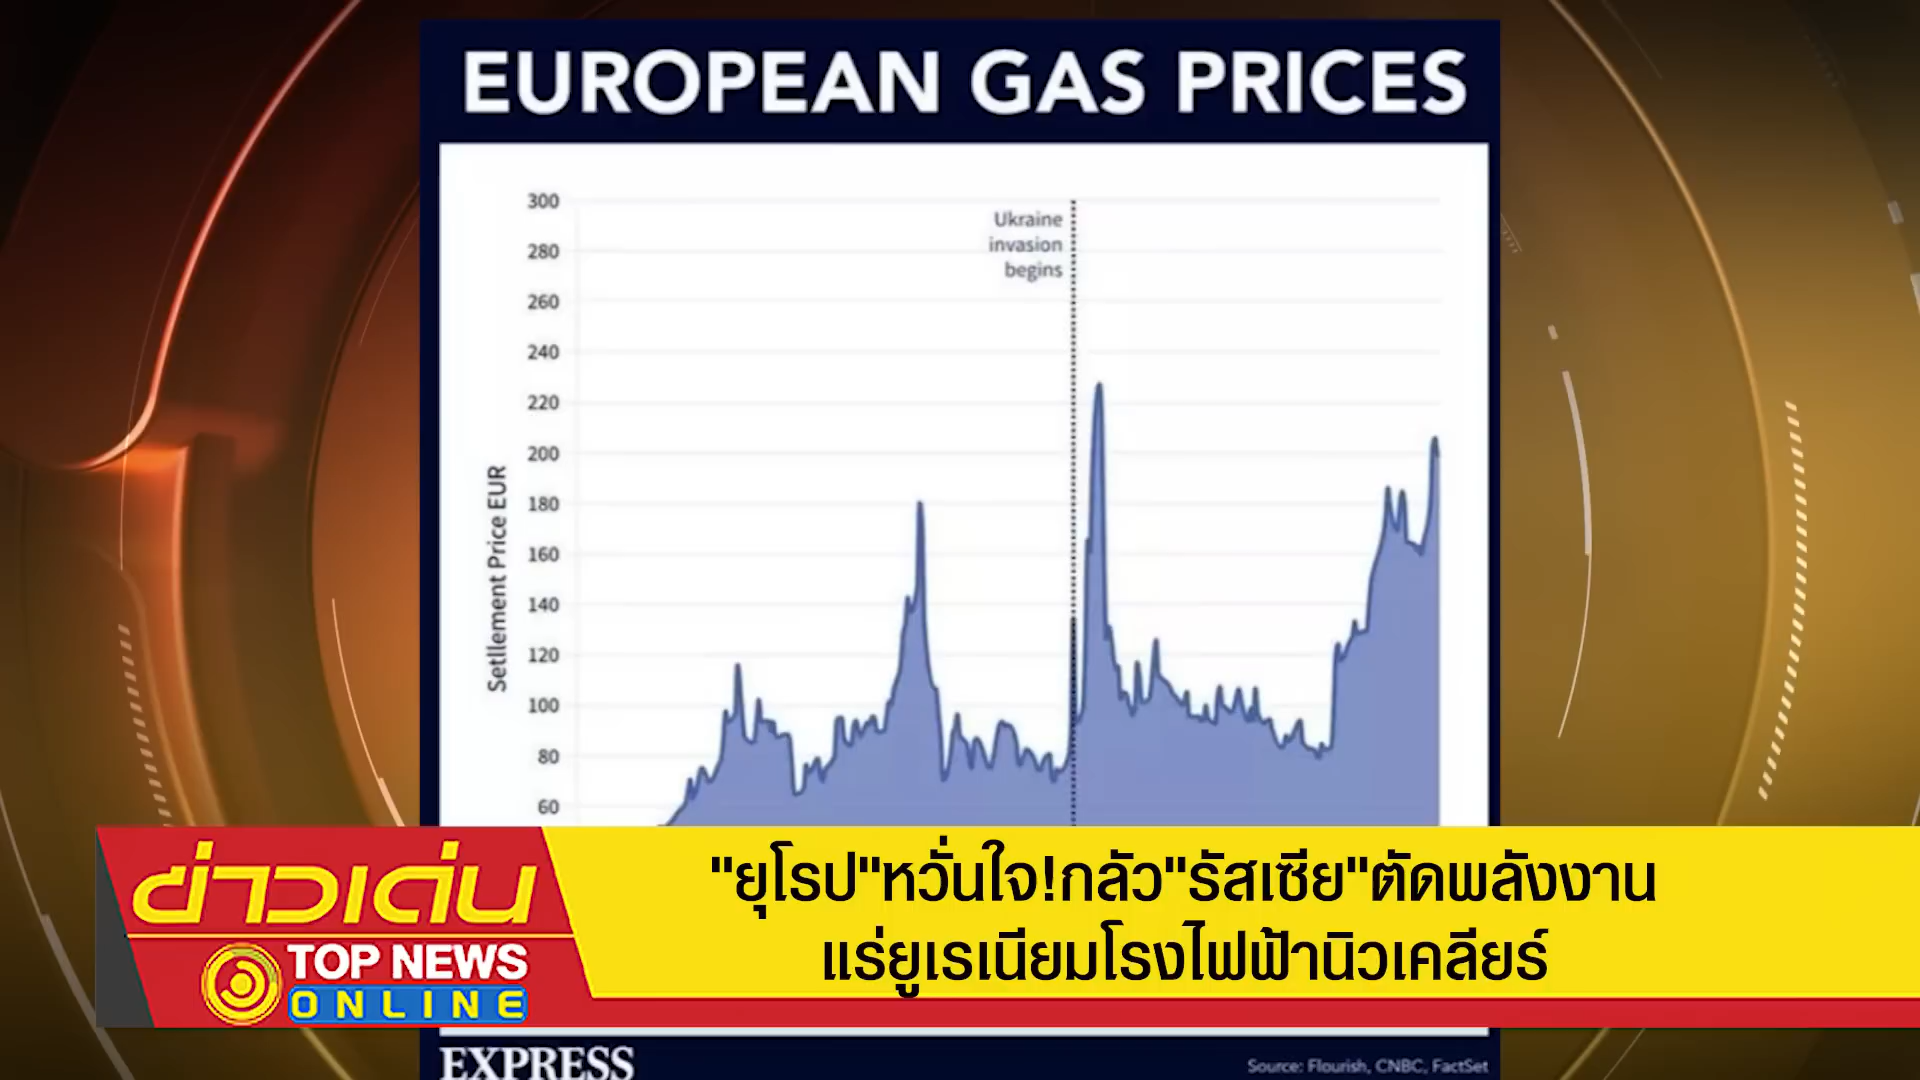 EUROPEAN GAS PRICES
300
Ukraine
invasion
begins
280
260
240
220
200
180
160
140
120
100
80
60
Setllement Price EUR
ข่าวเด่น
TOP NEWS
ONLINE
"ยุโรป"หวั่นใจ!กลัว"รัสเซีย"ตัดพลังงาน
แร่ยูเรเนียมโรงไฟฟ้านิวเคลียร์
EXPRESS
Source: Flourish, CNBC, FactSet